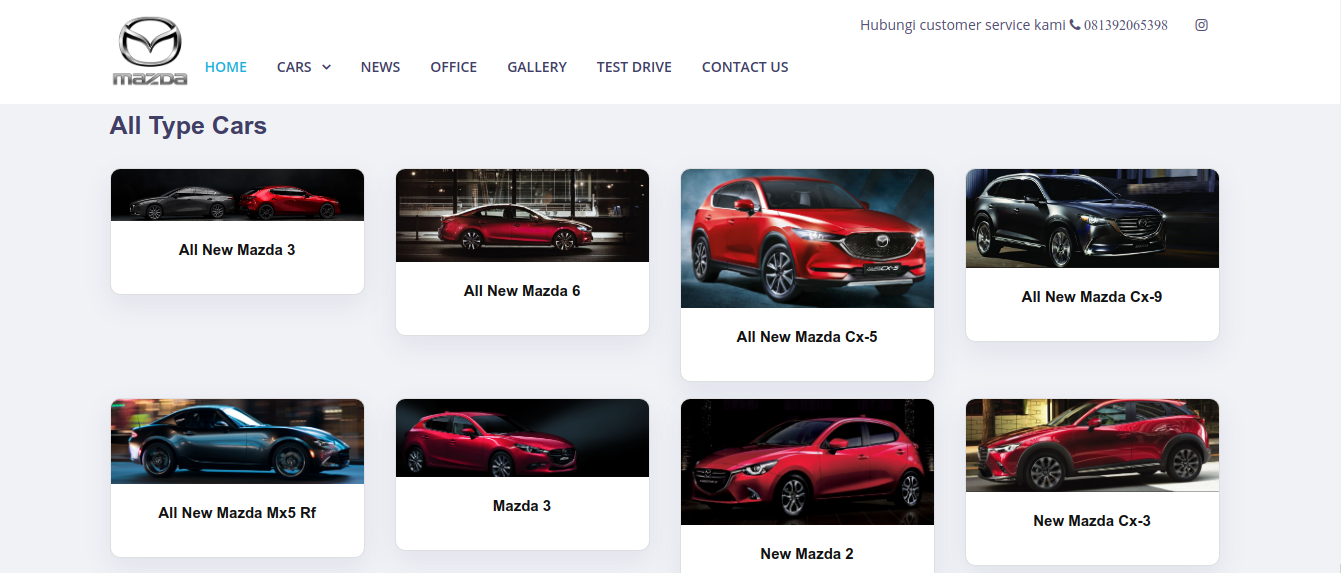 Hubungi customer service kami 081392065398
mazda
HOME CARS NEWS OFFICE GALLERY TEST DRIVE CONTACT US
All Type Cars
All New Mazda 3
All New Mazda 6
CX-5
All New Mazda Cx-5
All New Mazda Cx-9
All New Mazda Mx5 Rf
Mazda 3
New Mazda 2
New Mazda Cx-3